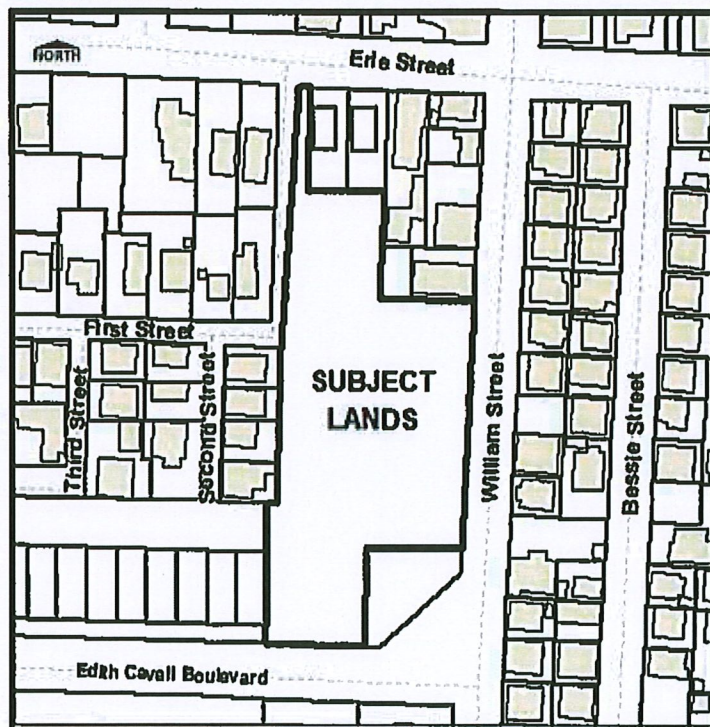 NORTH
Erie Street
First Street
SUBJECT
LANDS
Third Street
Second Street
William Street
Bessie Street
Edith Cavell Boulevard